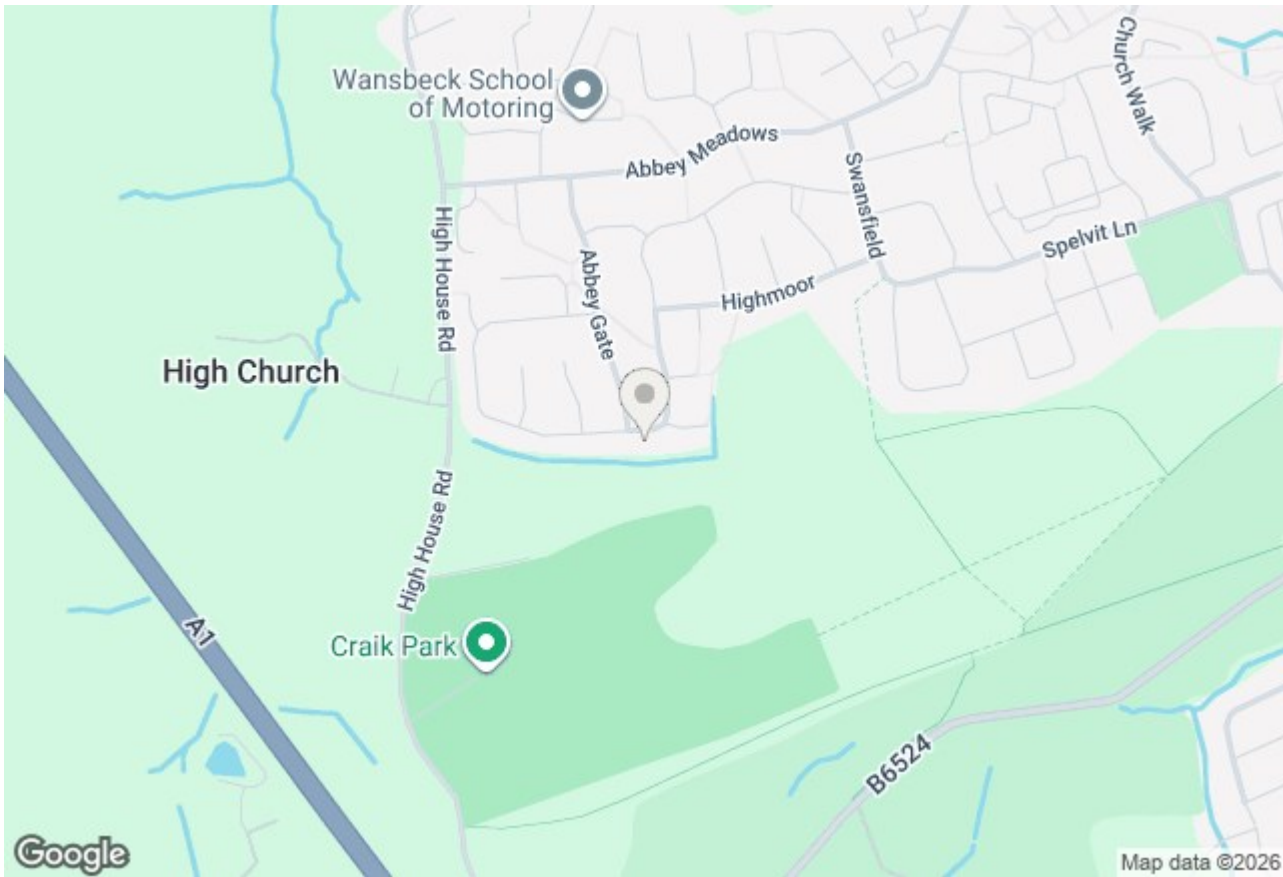 Church Walk
Wansbeck School
of Motoring
Abbey Meadows
Swansfield
High House Rd
Spelvit Ln
Abbey Gate
Highmoor
High Church
High House Rd
A1
Craik Park
B6524
Google
Map data ©2026